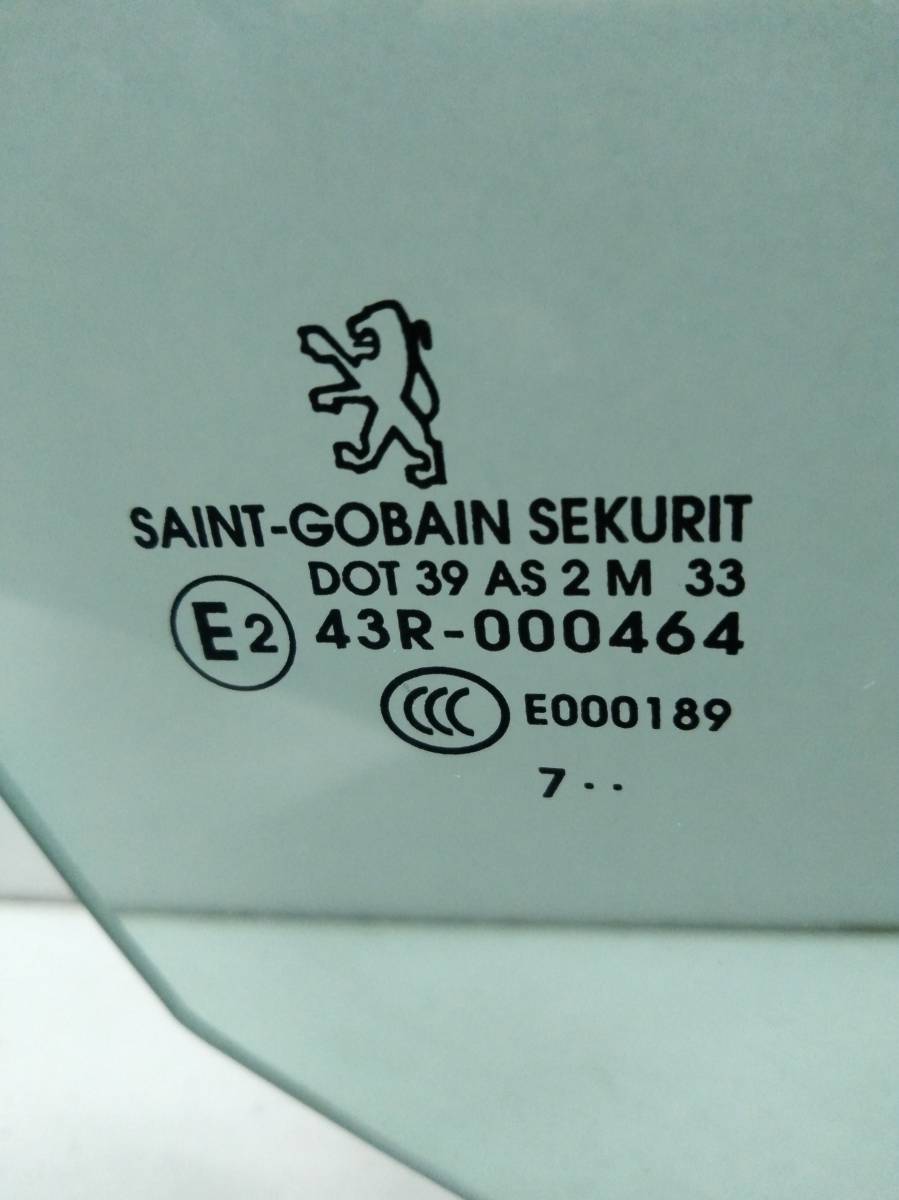 SAINT-GOBAIN SEKURIT
DOT 39 AS 2 M 33
E2 43R-000464
CCC E000189
7 · ·